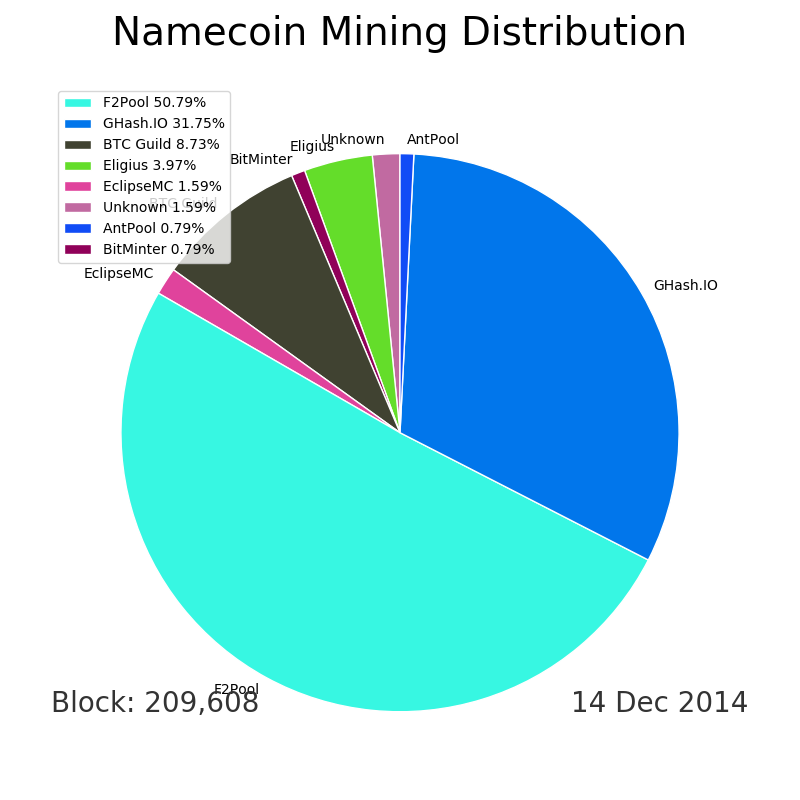 Namecoin Mining Distribution
F2Pool 50.79%
GHash.IO 31.75%
BTC Guild 8.73%
Eligius 3.97%
EclipseMC 1.59%
Unknown 1.59%
AntPool 0.79%
BitMinter 0.79%
AntPool
Unknown
Eligius
BitMinter
BTC Guild
EclipseMC
GHash.IO
F2Pool
Block: 209,608
14 Dec 2014